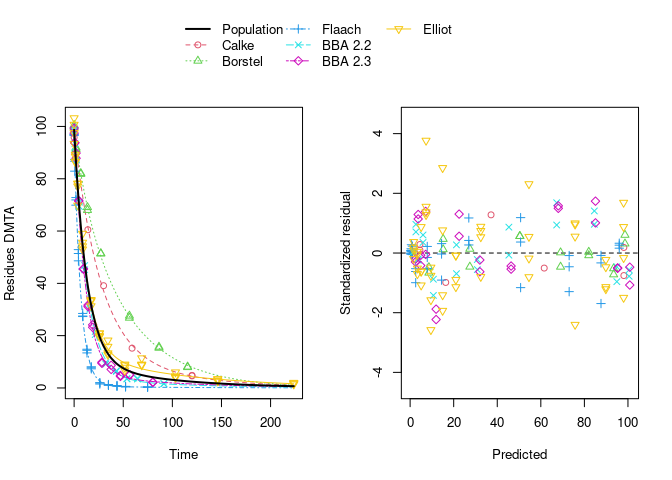 Population Flaach Elliot
Calke BBA 2.2
Borstel BBA 2.3
Residues DMTA
0 20 40 60 80 100
0 50 100 150 200
Time
Standardized residual
-4 -2 0 2 4
0 20 40 60 80 100
Predicted